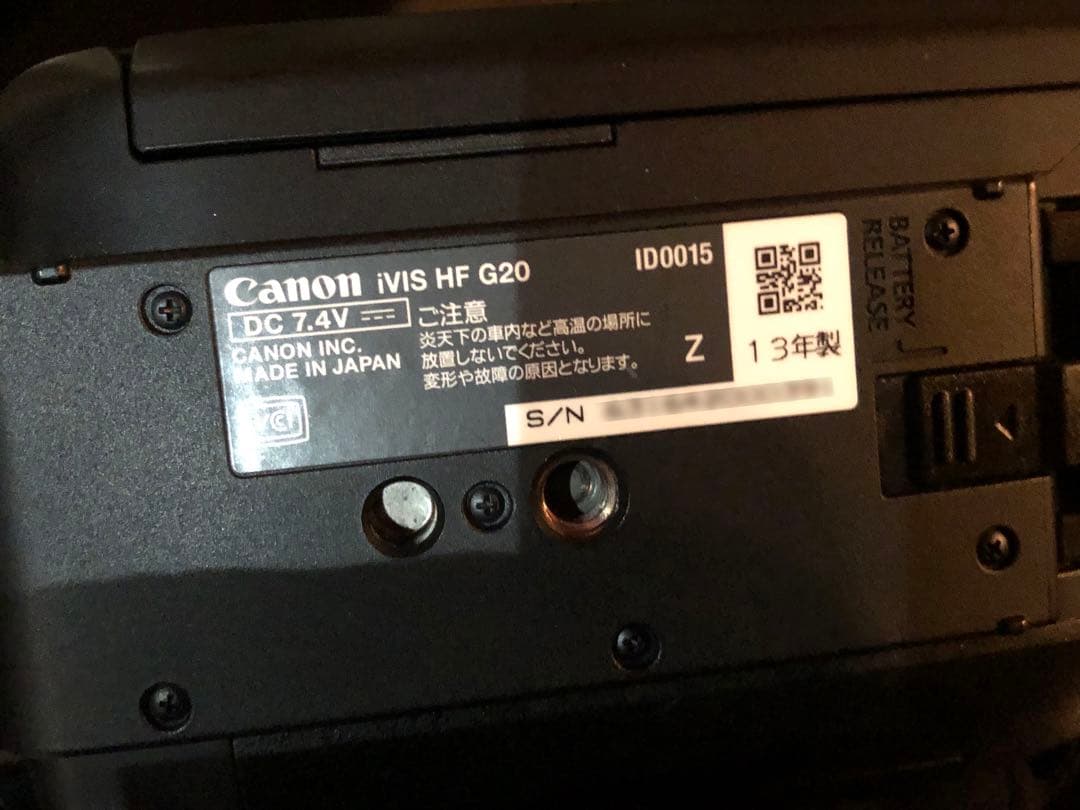 Canon iVIS HF G20
ID0015
DC 7.4V
CANON INC.
MADE IN JAPAN
ご注意
炎天下の車内など高温の場所に
放置しないでください。
変形や故障の原因となります。
Z
13年製
VCI
S/N
BATTERY
RELEASE